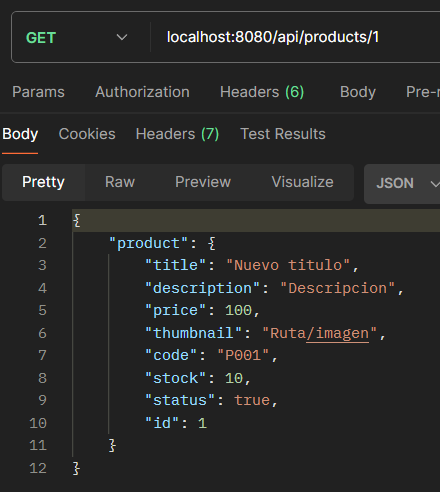 GET localhost:8080/api/products/1
Params Authorization Headers (6) Body Pre-r
Body Cookies Headers (7) Test Results
Pretty Raw Preview Visualize JSON
1 {
2 "product": {
3 "title": "Nuevo titulo",
4 "description": "Descripcion",
5 "price": 100,
6 "thumbnail": "Ruta/imagen",
7 "code": "P001",
8 "stock": 10,
9 "status": true,
10 "id": 1
11 }
12 }